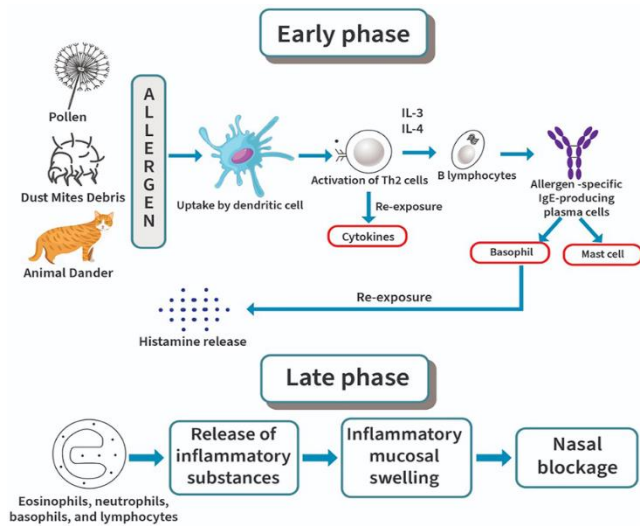 Early phase
Pollen
Dust Mites Debris
Animal Dander
ALLERGEN
Uptake by dendritic cell
Activation of Th2 cells
Re-exposure
Cytokines
IL-3
IL-4
B lymphocytes
Allergen -specific
IgE-producing
plasma cells
Basophil
Mast cell
Re-exposure
Histamine release
Late phase
Eosinophils, neutrophils,
basophils, and lymphocytes
Release of
inflammatory
substances
Inflammatory
mucosal
swelling
Nasal
blockage